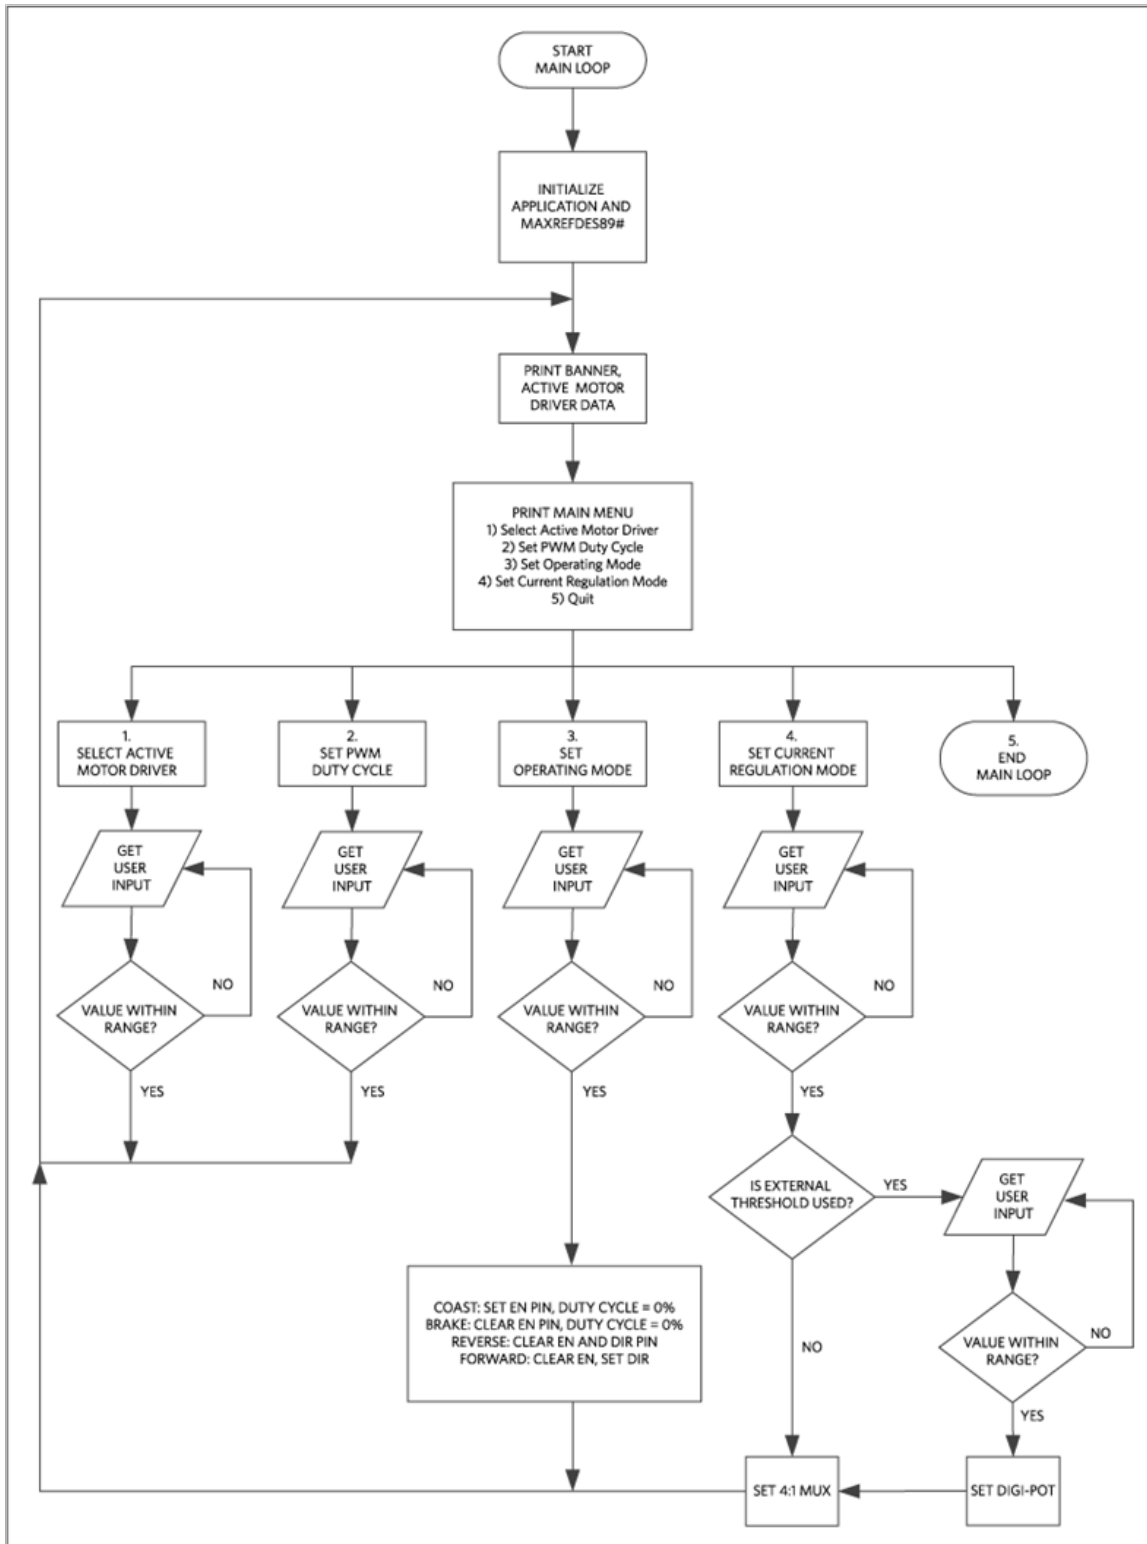 START
MAIN LOOP
INITIALIZE
APPLICATION AND
MAXREFDES89#
PRINT BANNER,
ACTIVE MOTOR
DRIVER DATA
PRINT MAIN MENU
1) Select Active Motor Driver
2) Set PWM Duty Cycle
3) Set Operating Mode
4) Set Current Regulation Mode
5) Quit
1.
SELECT ACTIVE
MOTOR DRIVER
2.
SET PWM
DUTY CYCLE
3.
SET
OPERATING MODE
4.
SET CURRENT
REGULATION MODE
5.
END
MAIN LOOP
GET
USER
INPUT
GET
USER
INPUT
GET
USER
INPUT
GET
USER
INPUT
NO
NO
NO
NO
VALUE WITHIN
RANGE?
VALUE WITHIN
RANGE?
VALUE WITHIN
RANGE?
VALUE WITHIN
RANGE?
YES
YES
YES
YES
IS EXTERNAL
THRESHOLD USED?
YES
GET
USER
INPUT
COAST: SET EN PIN, DUTY CYCLE = 0%
BRAKE: CLEAR EN PIN, DUTY CYCLE = 0%
REVERSE: CLEAR EN AND DIR PIN
FORWARD: CLEAR EN, SET DIR
NO
VALUE WITHIN
RANGE?
NO
YES
SET 4:1 MUX
SET DIGI-POT